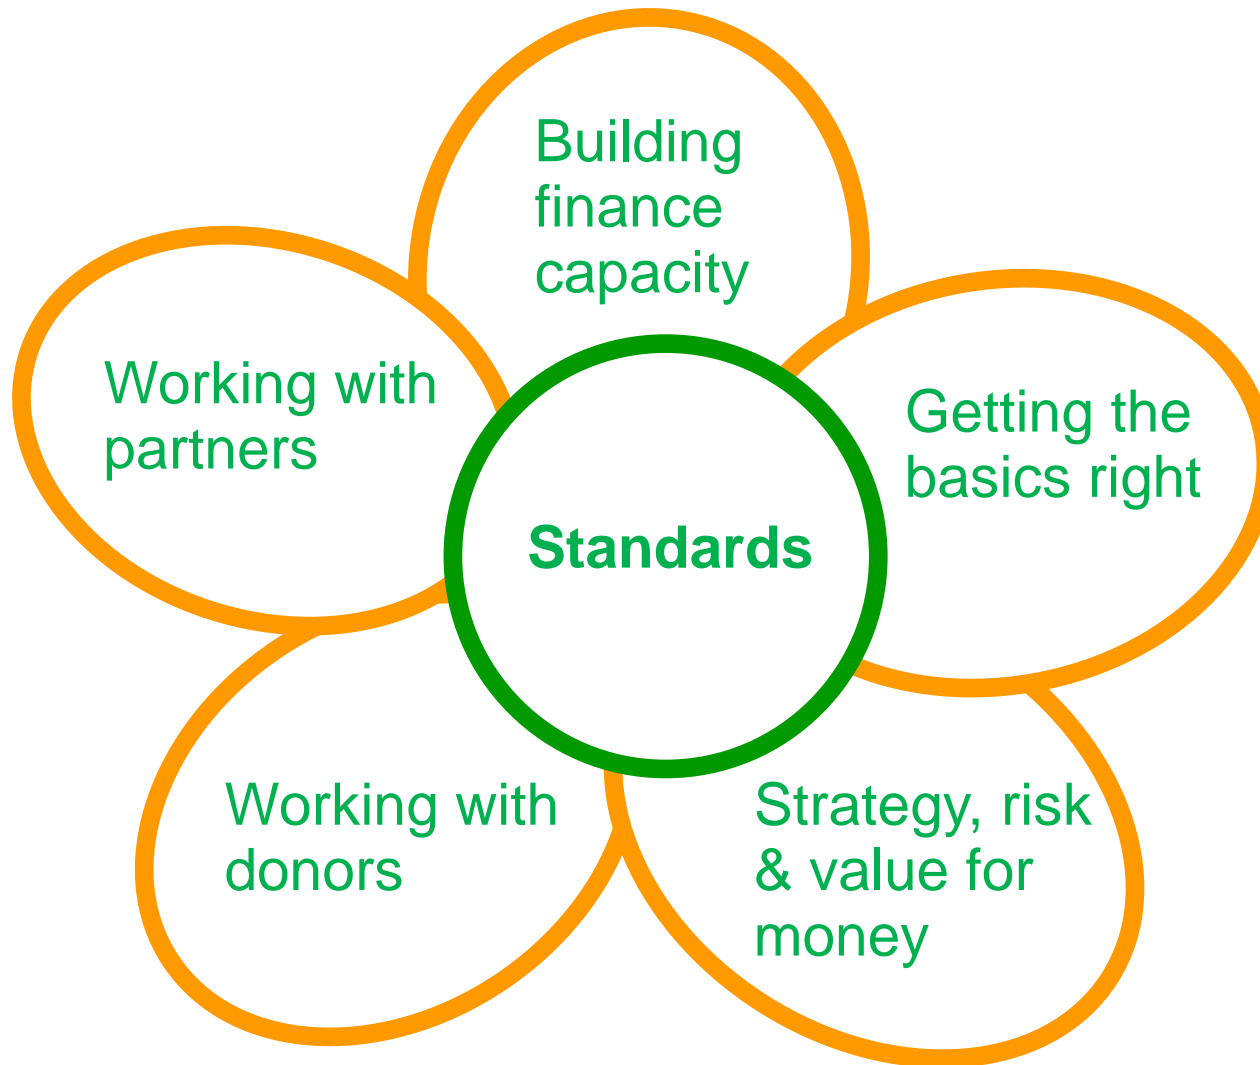 Building
finance
capacity
Working with
partners
Getting the
basics right
Standards
Working with
donors
Strategy, risk
& value for
money